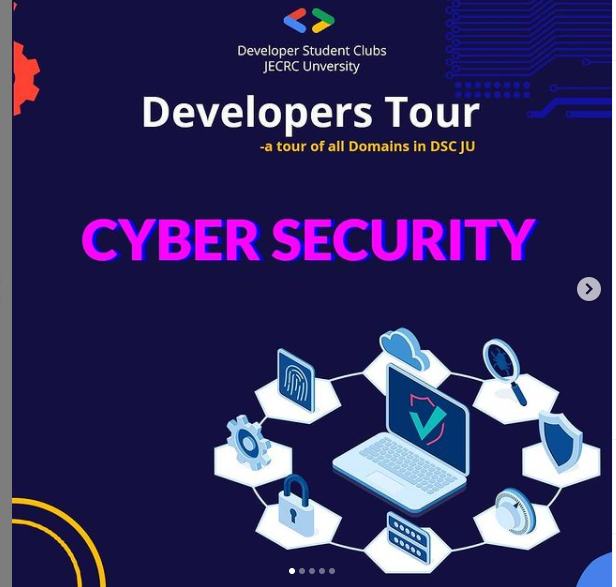 Developer Student Clubs
JECRC Unversity
Developers Tour
-a tour of all Domains in DSC JU
CYBER SECURITY